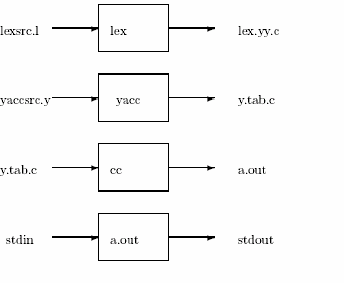 lexsrc.l lex lex.yy.c
yaccsrc.y yacc y.tab.c
y.tab.c cc a.out
stdin a.out stdout